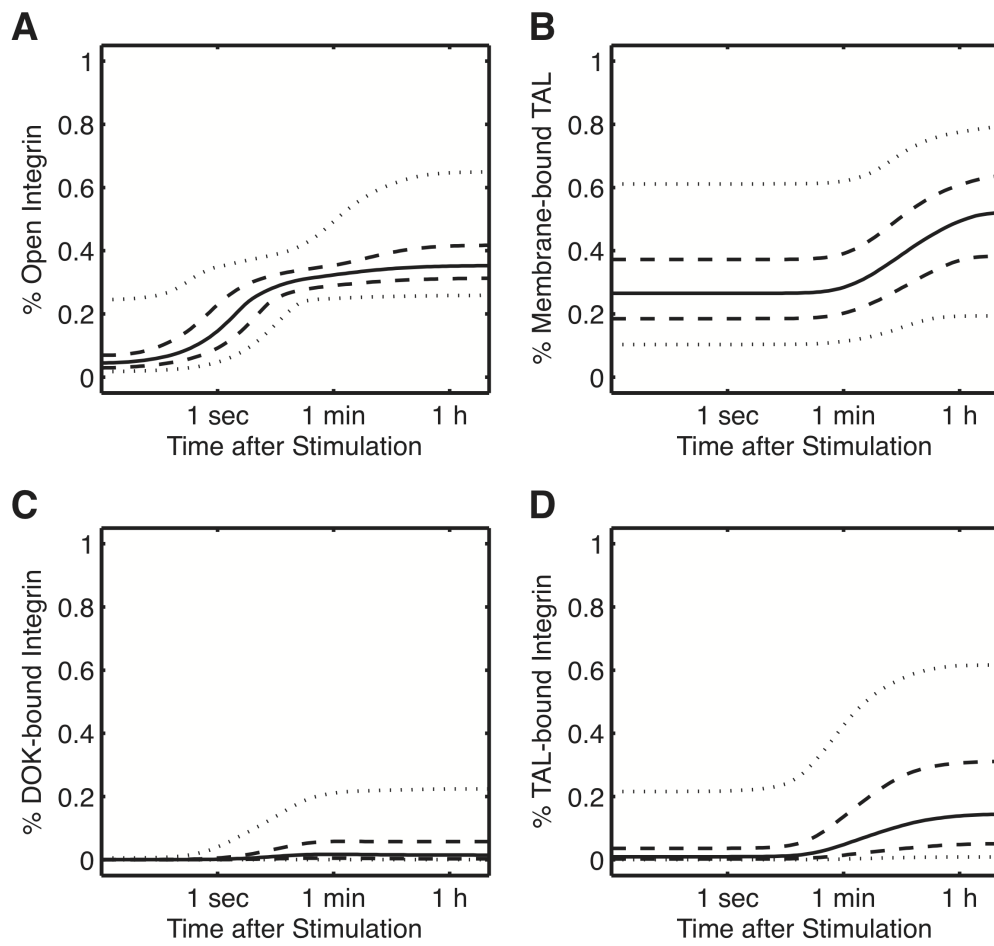 A
% Open Integrin
1
0.8
0.6
0.4
0.2
0
1 sec 1 min 1 h
Time after Stimulation
B
% Membrane-bound TAL
1
0.8
0.6
0.4
0.2
0
1 sec 1 min 1 h
Time after Stimulation
C
% DOK-bound Integrin
1
0.8
0.6
0.4
0.2
0
1 sec 1 min 1 h
Time after Stimulation
D
% TAL-bound Integrin
1
0.8
0.6
0.4
0.2
0
1 sec 1 min 1 h
Time after Stimulation